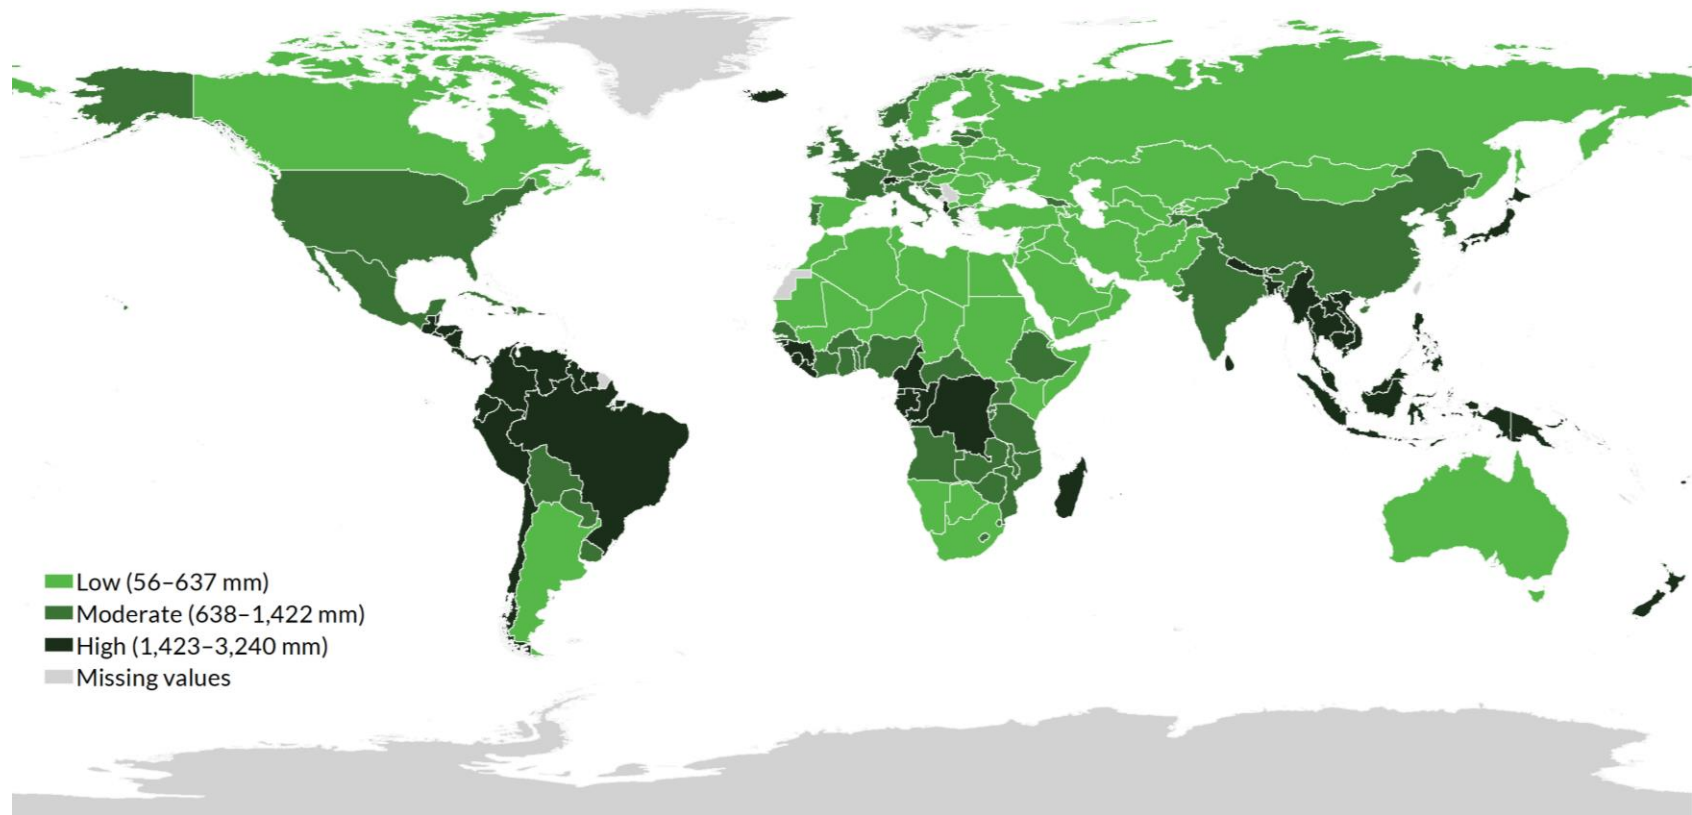 Low (56–637 mm)
Moderate (638–1,422 mm)
High (1,423–3,240 mm)
Missing values